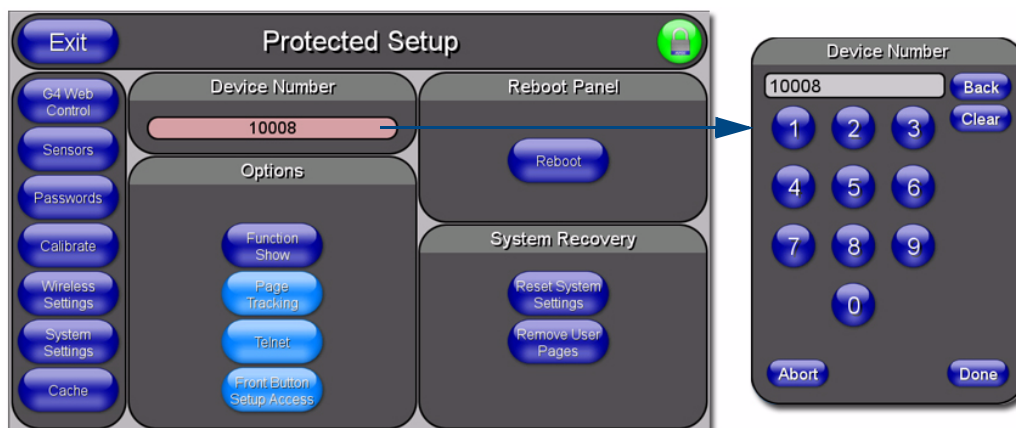 Exit
Protected Setup
G4 Web
Control
Sensors
Passwords
Calibrate
Wireless
Settings
System
Settings
Cache
Device Number
10008
Options
Function
Show
Page
Tracking
Telnet
Front Button
Setup Access
Reboot Panel
Reboot
System Recovery
Reset System
Settings
Remove User
Pages
Device Number
10008
Back
Clear
1 2 3
4 5 6
7 8 9
0
Abort
Done